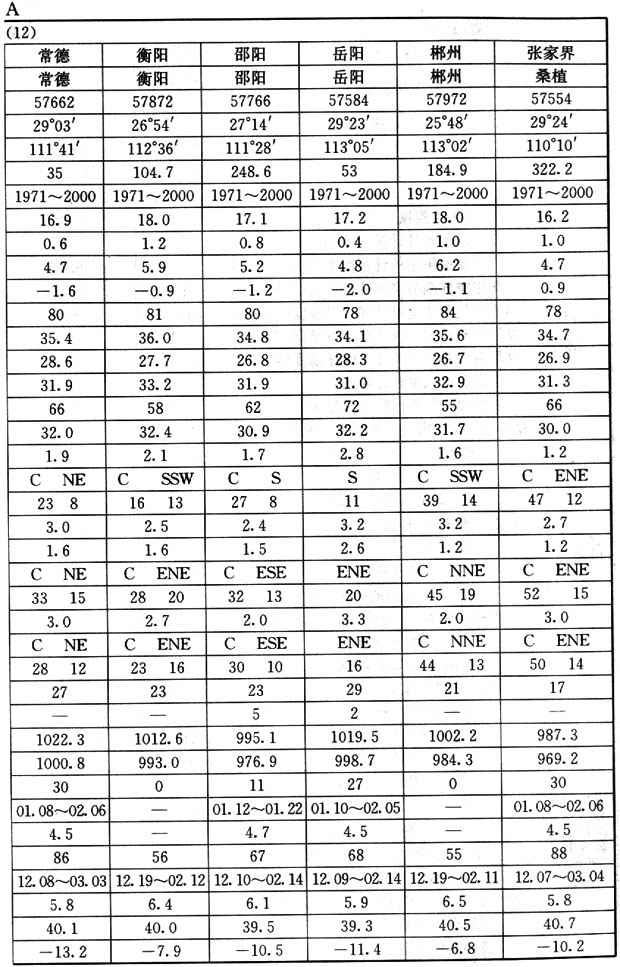 A
(12)
常德 衡阳 邵阳 岳阳 郴州 张家界
常德 衡阳 邵阳 岳阳 郴州 桑植
57662 57872 57766 57584 57972 57554
29°03′ 26°54′ 27°14′ 29°23′ 25°48′ 29°24′
111°41′ 112°36′ 111°28′ 113°05′ 113°02′ 110°10′
35 104.7 248.6 53 184.9 322.2
1971～2000 1971～2000 1971～2000 1971～2000 1971～2000 1971～2000
16.9 18.0 17.1 17.2 18.0 16.2
0.6 1.2 0.8 0.4 1.0 1.0
4.7 5.9 5.2 4.8 6.2 4.7
－1.6 －0.9 －1.2 －2.0 －1.1 0.9
80 81 80 78 84 78
35.4 36.0 34.8 34.1 35.6 34.7
28.6 27.7 26.8 28.3 26.7 26.9
31.9 33.2 31.9 31.0 32.9 31.3
66 58 62 72 55 66
32.0 32.4 30.9 32.2 31.7 30.0
1.9 2.1 1.7 2.8 1.6 1.2
C NE C SSW C S S C SSW C ENE
23 8 16 13 27 8 11 39 14 47 12
3.0 2.5 2.4 3.2 3.2 2.7
1.6 1.6 1.5 2.6 1.2 1.2
C NE C ENE C ESE ENE C NNE C ENE
33 15 28 20 32 13 20 45 19 52 15
3.0 2.7 2.0 3.3 2.0 3.0
C NE C ENE C ESE ENE C NNE C ENE
28 12 23 16 30 10 16 44 13 50 14
27 23 23 29 21 17
— — 5 2 — —
1022.3 1012.6 995.1 1019.5 1002.2 987.3
1000.8 993.0 976.9 998.7 984.3 969.2
30 0 11 27 0 30
01.08～02.06 — 01.12～01.22 01.10～02.05 — 01.08～02.06
4.5 — 4.7 4.5 — 4.5
86 56 67 68 55 88
12.08～03.03 12.19～02.12 12.10～02.14 12.09～02.14 12.19～02.11 12.07～03.04
5.8 6.4 6.1 5.9 6.5 5.8
40.1 40.0 39.5 39.3 40.5 40.7
－13.2 －7.9 －10.5 －11.4 －6.8 －10.2